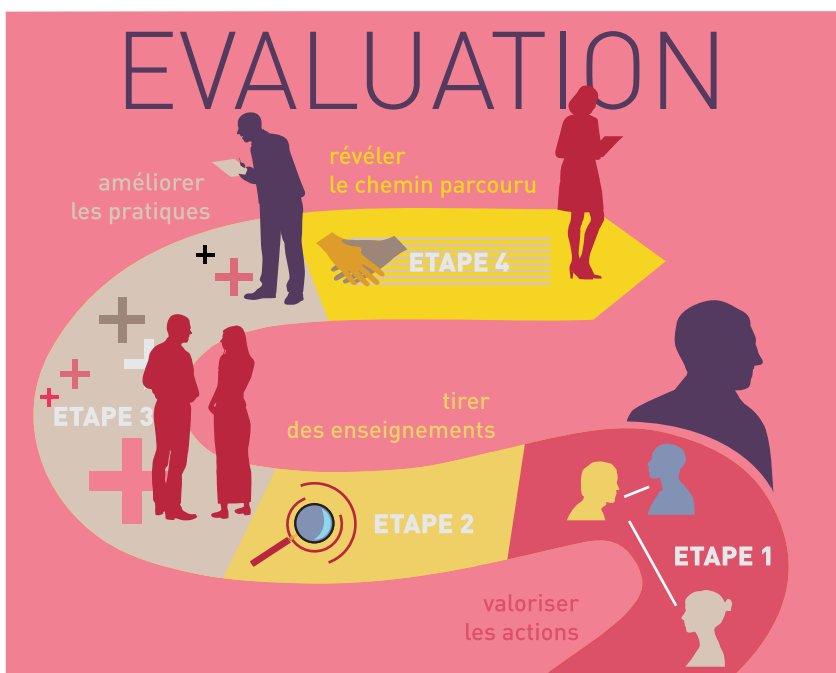 EVALUATION
révéler
le chemin parcouru
améliorer
les pratiques
ETAPE 4
ETAPE 3
tirer
des enseignements
ETAPE 2
ETAPE 1
valoriser
les actions